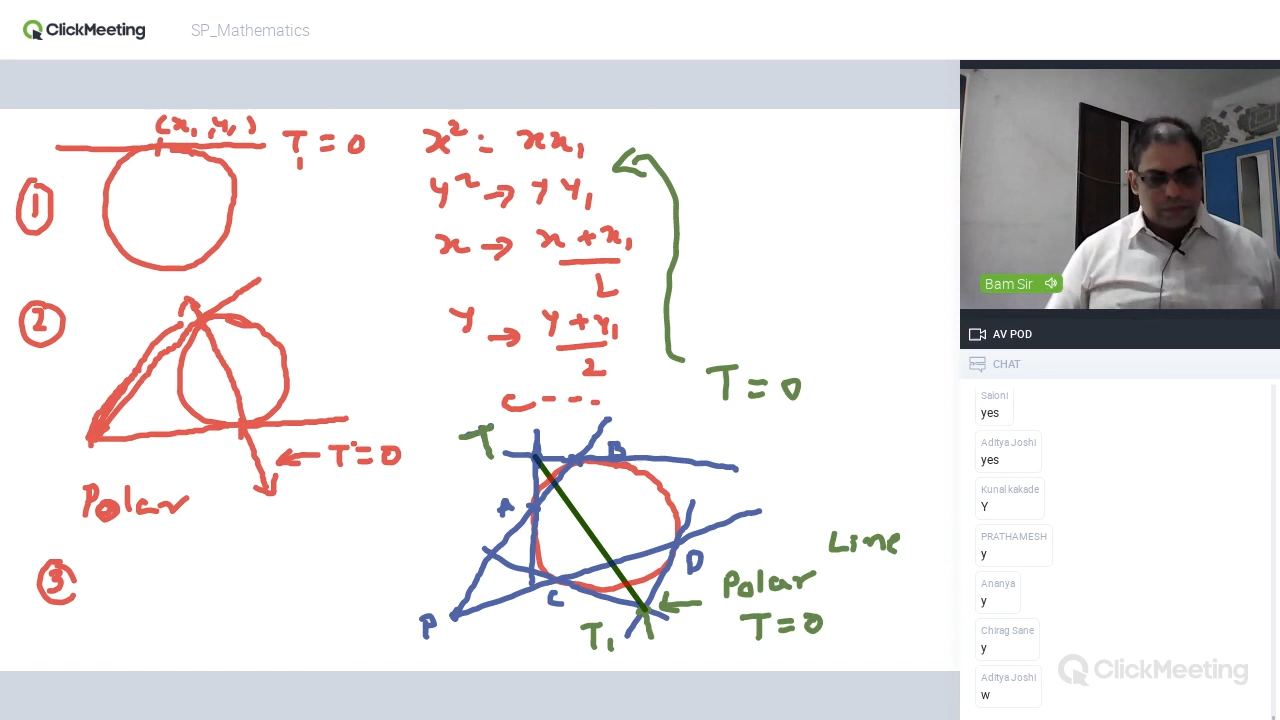 ClickMeeting SP_Mathematics
(x₁, y₁)
T₁ = 0
①
x² = xx₁
y² → yy₁
x → x + x₁
2
y → y + y₁
2
c - - -
②
T = 0
Polar
③
T = 0
T
B
A
D
C
P
T₁
Line
Polar
T = 0
Bam Sir
AV POD
CHAT
Saloni
yes
Aditya Joshi
yes
Kunal kakade
Y
PRATHAMESH
y
Ananya
y
Chirag Sane
y
Aditya Joshi
w
ClickMeeting